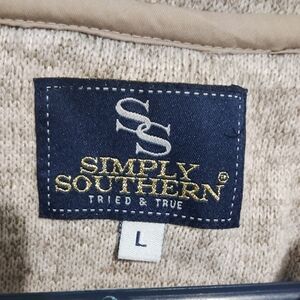 SS
SIMPLY
SOUTHERN®
TRIED & TRUE
L